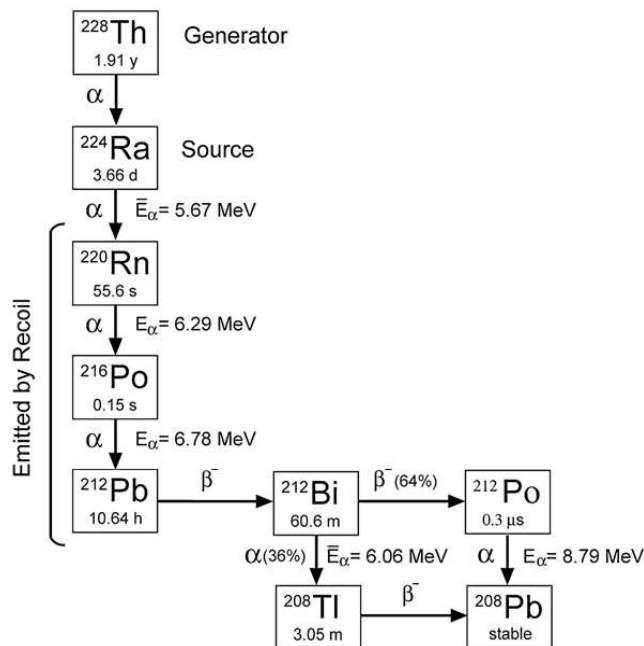 228Th Generator
1.91 y
α
224Ra Source
3.66 d
α E̅α= 5.67 MeV
220Rn
55.6 s
α Eα= 6.29 MeV
216Po
0.15 s
α Eα= 6.78 MeV
Emitted by Recoil
212Pb β⁻ 212Bi β⁻(64%) 212Po
10.64 h 60.6 m 0.3 μs
α(36%) E̅α= 6.06 MeV α Eα= 8.79 MeV
208Tl β⁻ 208Pb
3.05 m stable